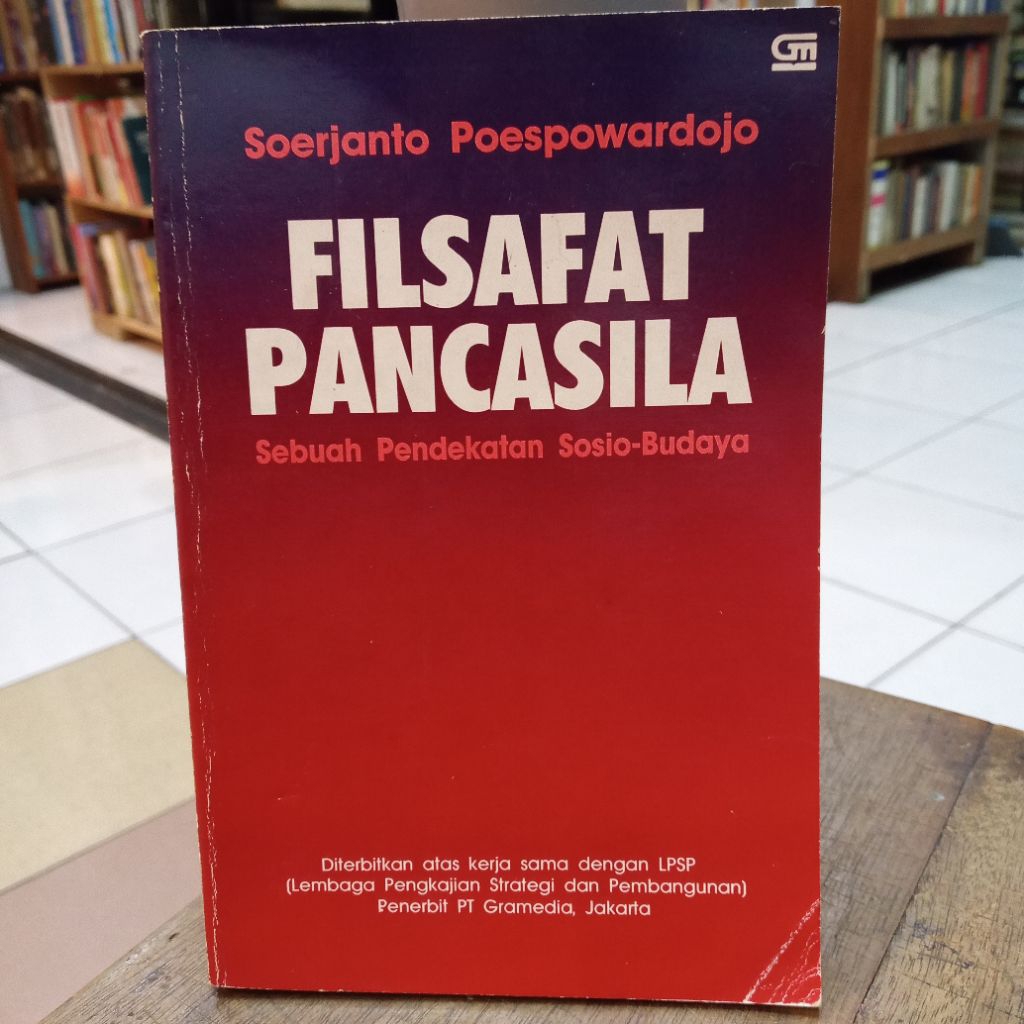 GM
Soerjanto Poespowardojo
FILSAFAT
PANCASILA
Sebuah Pendekatan Sosio-Budaya
Diterbitkan atas kerja sama dengan LPSP
(Lembaga Pengkajian Strategi dan Pembangunan)
Penerbit PT Gramedia, Jakarta